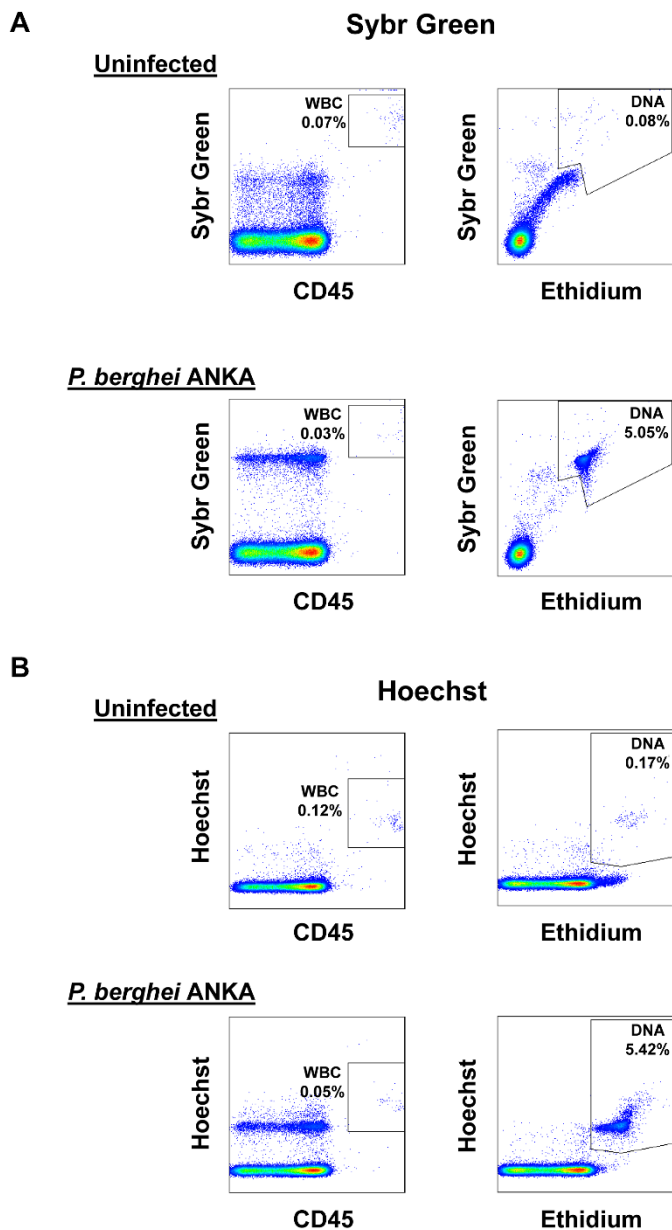 A
Sybr Green
Uninfected
WBC
0.07%
Sybr Green
CD45
DNA
0.08%
Sybr Green
Ethidium
P. berghei ANKA
WBC
0.03%
Sybr Green
CD45
DNA
5.05%
Sybr Green
Ethidium
B
Hoechst
Uninfected
WBC
0.12%
Hoechst
CD45
DNA
0.17%
Hoechst
Ethidium
P. berghei ANKA
WBC
0.05%
Hoechst
CD45
DNA
5.42%
Hoechst
Ethidium